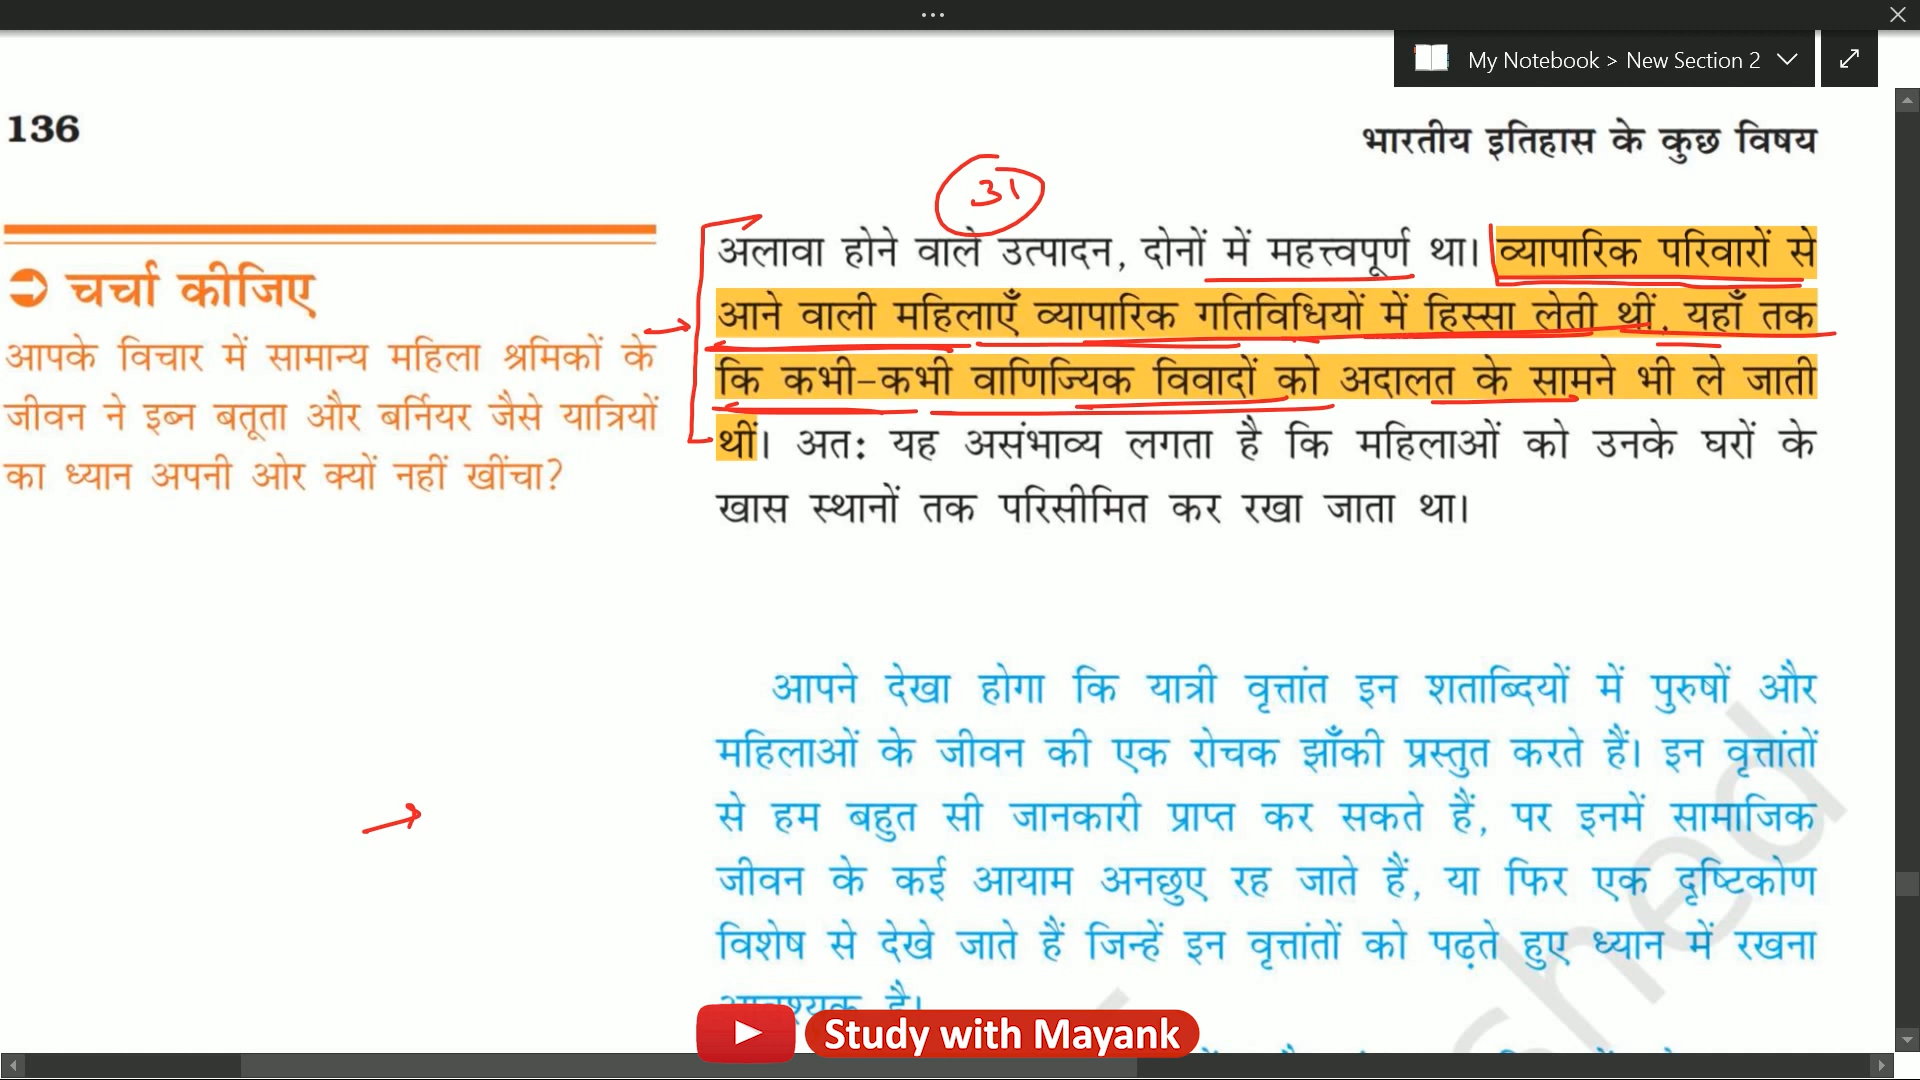 My Notebook > New Section 2
136
भारतीय इतिहास के कुछ विषय
31
➲ चर्चा कीजिए
आपके विचार में सामान्य महिला श्रमिकों के
जीवन ने इब्न बतूता और बर्नियर जैसे यात्रियों
का ध्यान अपनी ओर क्यों नहीं खींचा?
अलावा होने वाले उत्पादन, दोनों में महत्त्वपूर्ण था। व्यापारिक परिवारों से
आने वाली महिलाएँ व्यापारिक गतिविधियों में हिस्सा लेती थीं, यहाँ तक
कि कभी-कभी वाणिज्यिक विवादों को अदालत के सामने भी ले जाती
थीं। अतः यह असंभाव्य लगता है कि महिलाओं को उनके घरों के
खास स्थानों तक परिसीमित कर रखा जाता था।
आपने देखा होगा कि यात्री वृत्तांत इन शताब्दियों में पुरुषों और
महिलाओं के जीवन की एक रोचक झाँकी प्रस्तुत करते हैं। इन वृत्तांतों
से हम बहुत सी जानकारी प्राप्त कर सकते हैं, पर इनमें सामाजिक
जीवन के कई आयाम अनछुए रह जाते हैं, या फिर एक दृष्टिकोण
विशेष से देखे जाते हैं जिन्हें इन वृत्तांतों को पढ़ते हुए ध्यान में रखना
है।
Study with Mayank